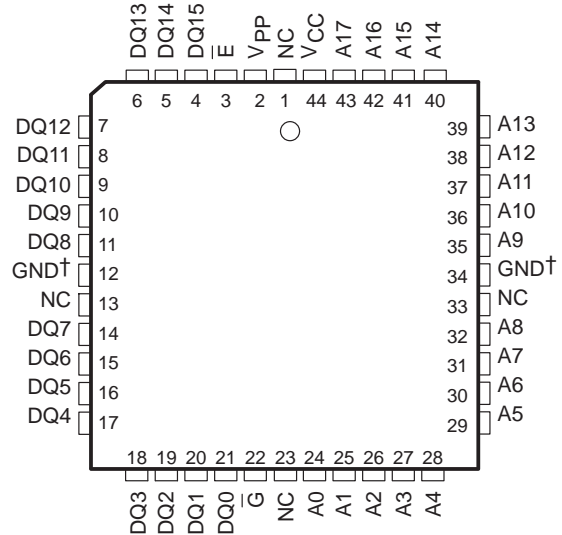 DQ13
DQ14
DQ15
E
VPP
NC
VCC
A17
A16
A15
A14
6 5 4 3 2 1 44 43 42 41 40
DQ12 7
DQ11 8
DQ10 9
DQ9 10
DQ8 11
GND† 12
NC 13
DQ7 14
DQ6 15
DQ5 16
DQ4 17
39 A13
38 A12
37 A11
36 A10
35 A9
34 GND†
33 NC
32 A8
31 A7
30 A6
29 A5
18 19 20 21 22 23 24 25 26 27 28
DQ3
DQ2
DQ1
DQ0
G
NC
A0
A1
A2
A3
A4